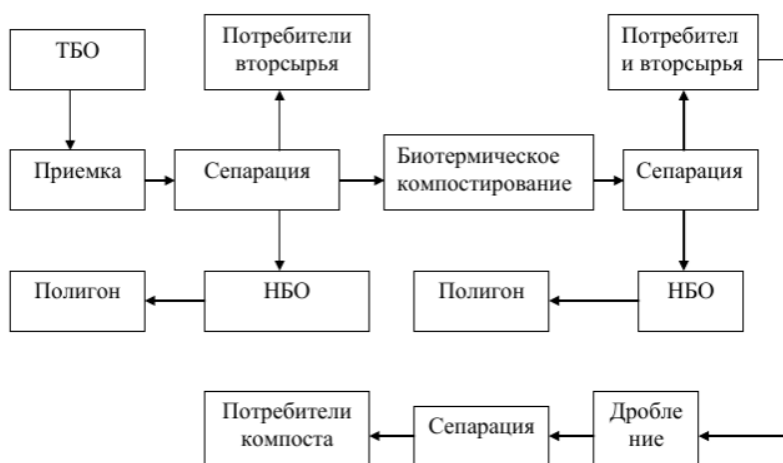 ТБО
Потребители
вторсырья
Потребител
и вторсырья
Приемка
Сепарация
Биотермическое
компостирование
Сепарация
Полигон
НБО
Полигон
НБО
Потребители
компоста
Сепарация
Дробле
ние